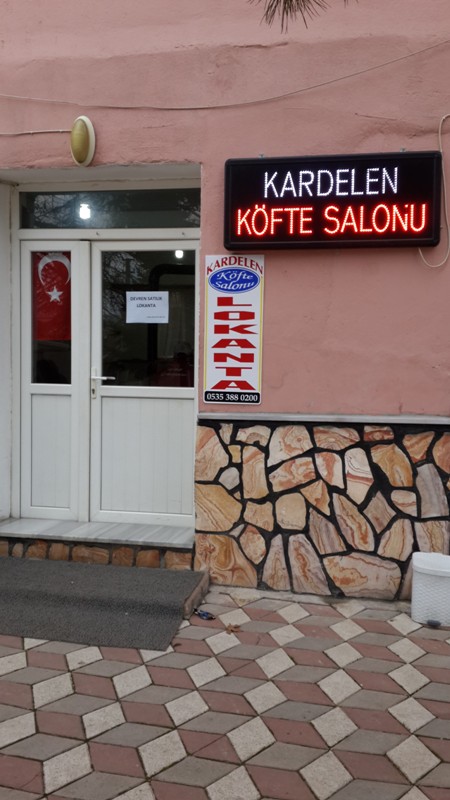 KARDELEN
KÖFTE SALONU
KARDELEN
Köfte
Salonu
LOKANTA
0535 388 0200
DEVREN SATILIK
LOKANTA